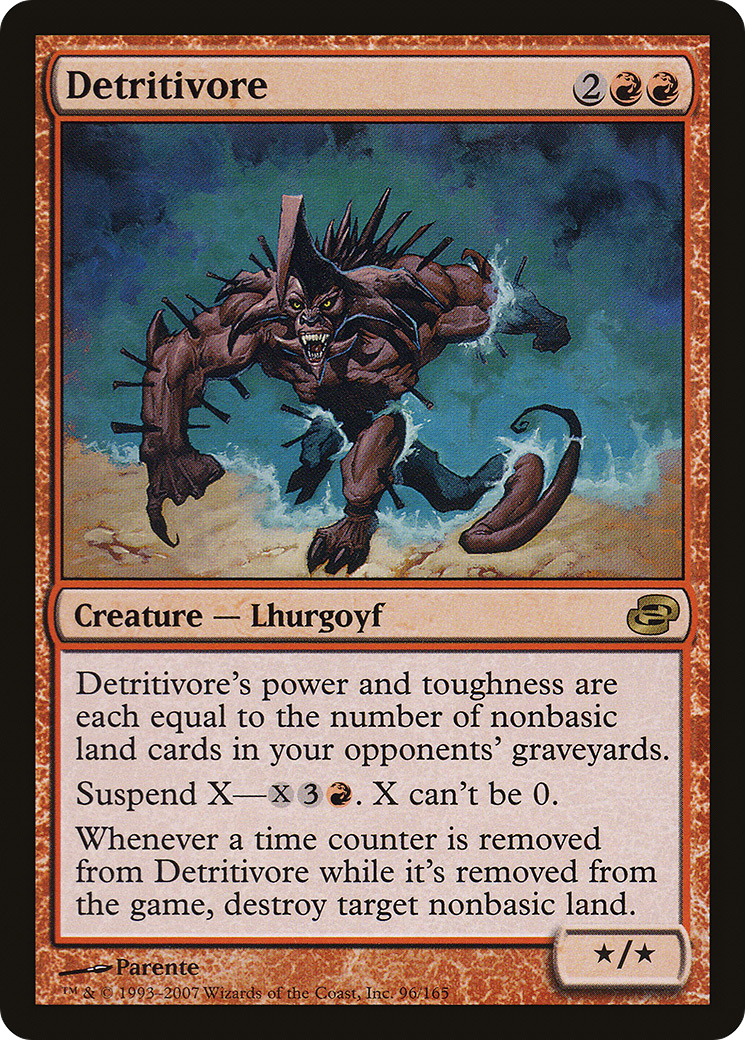 Detritivore 2
Creature — Lhurgoyf
Detritivore's power and toughness are
each equal to the number of nonbasic
land cards in your opponents' graveyards.
Suspend X—X3. X can't be 0.
Whenever a time counter is removed
from Detritivore while it's removed from
the game, destroy target nonbasic land.
★/★
Parente
™ & © 1993–2007 Wizards of the Coast, Inc. 96/165